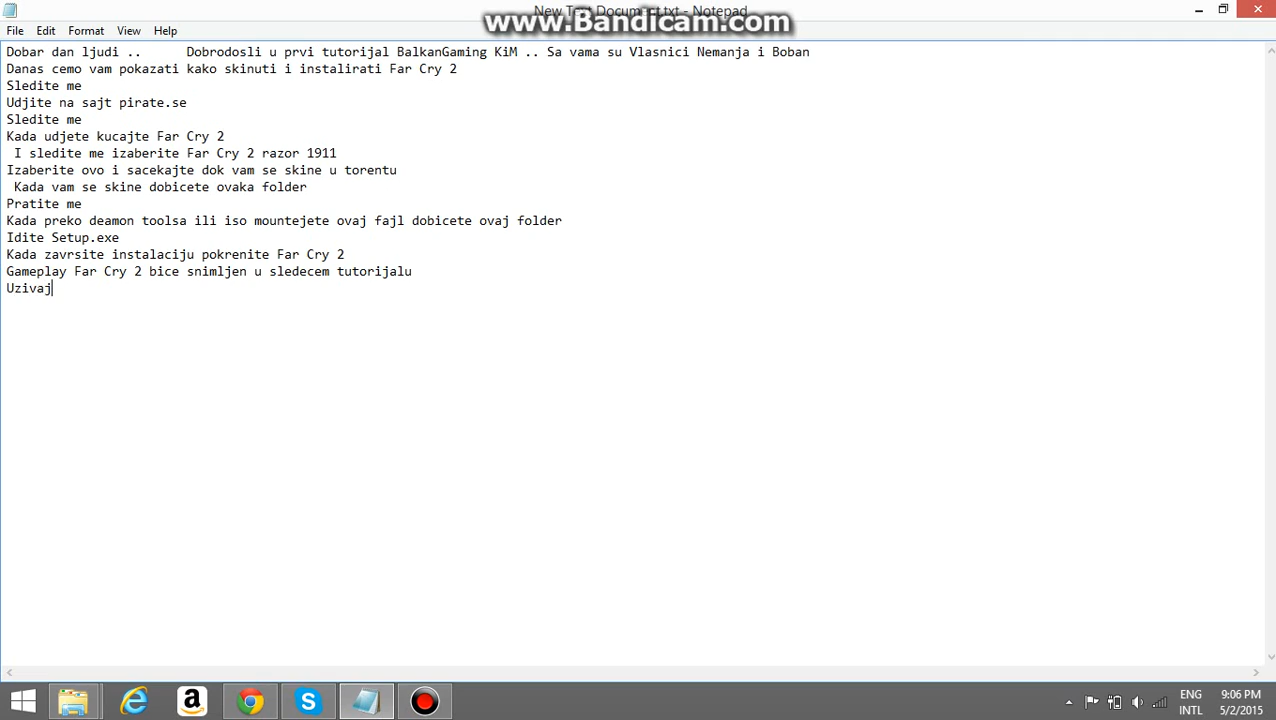 New Text Document.txt - Notepad
www.Bandicam.com
File Edit Format View Help
Dobar dan ljudi .. Dobrodosli u prvi tutorijal BalkanGaming KiM .. Sa vama su Vlasnici Nemanja i Boban
Danas cemo vam pokazati kako skinuti i instalirati Far Cry 2
Sledite me
Udjite na sajt pirate.se
Sledite me
Kada udjete kucajte Far Cry 2
I sledite me izaberite Far Cry 2 razor 1911
Izaberite ovo i sacekajte dok vam se skine u torentu
Kada vam se skine dobicete ovaka folder
Pratite me
Kada preko deamon toolsa ili iso mountejete ovaj fajl dobicete ovaj folder
Idite Setup.exe
Kada zavrsite instalaciju pokrenite Far Cry 2
Gameplay Far Cry 2 bice snimljen u sledecem tutorijalu
Uzivaj
ENG 9:06 PM
INTL 5/2/2015